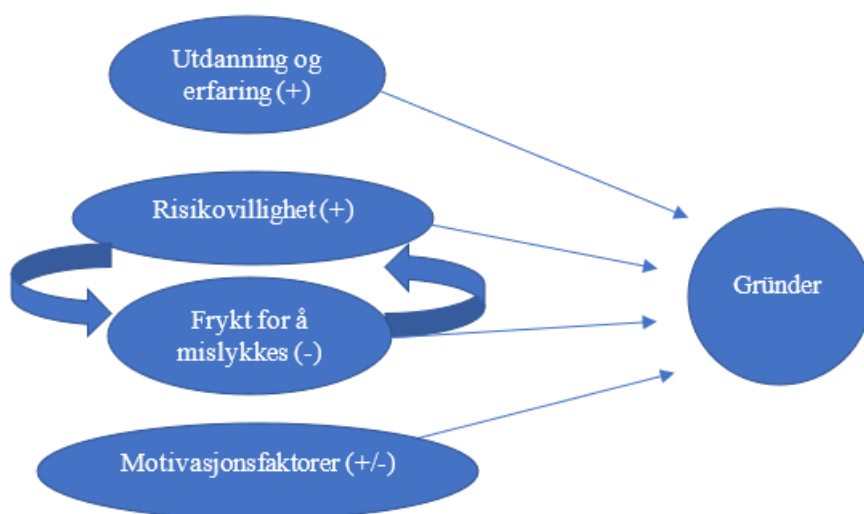 Utdanning og
erfaring (+)
Risikovillighet (+)
Frykt for å
mislykkes (-)
Motivasjonsfaktorer (+/-)
Gründer